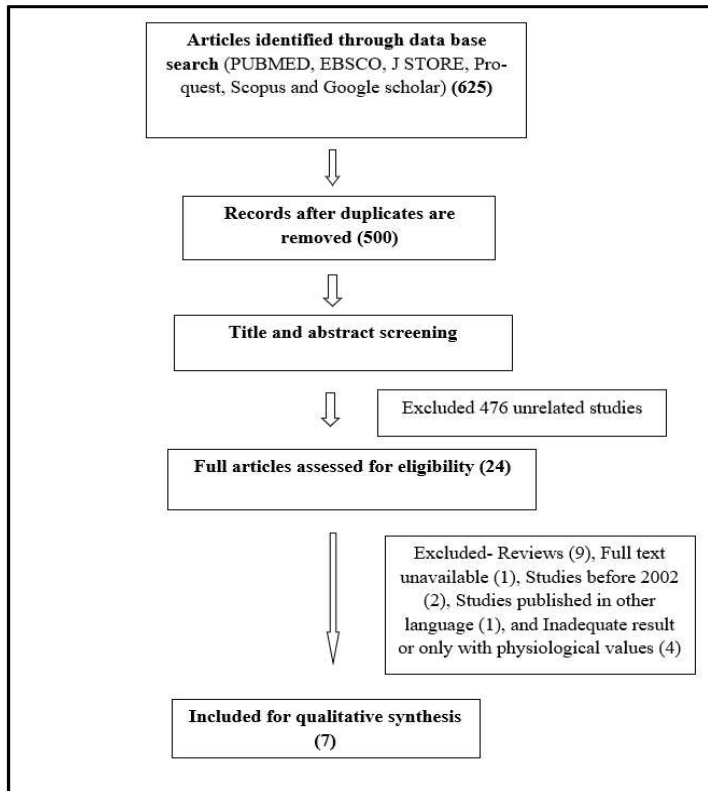 Articles identified through data base
search (PUBMED, EBSCO, J STORE, Pro-
quest, Scopus and Google scholar) (625)
Records after duplicates are
removed (500)
Title and abstract screening
Excluded 476 unrelated studies
Full articles assessed for eligibility (24)
Excluded- Reviews (9), Full text
unavailable (1), Studies before 2002
(2), Studies published in other
language (1), and Inadequate result
or only with physiological values (4)
Included for qualitative synthesis
(7)